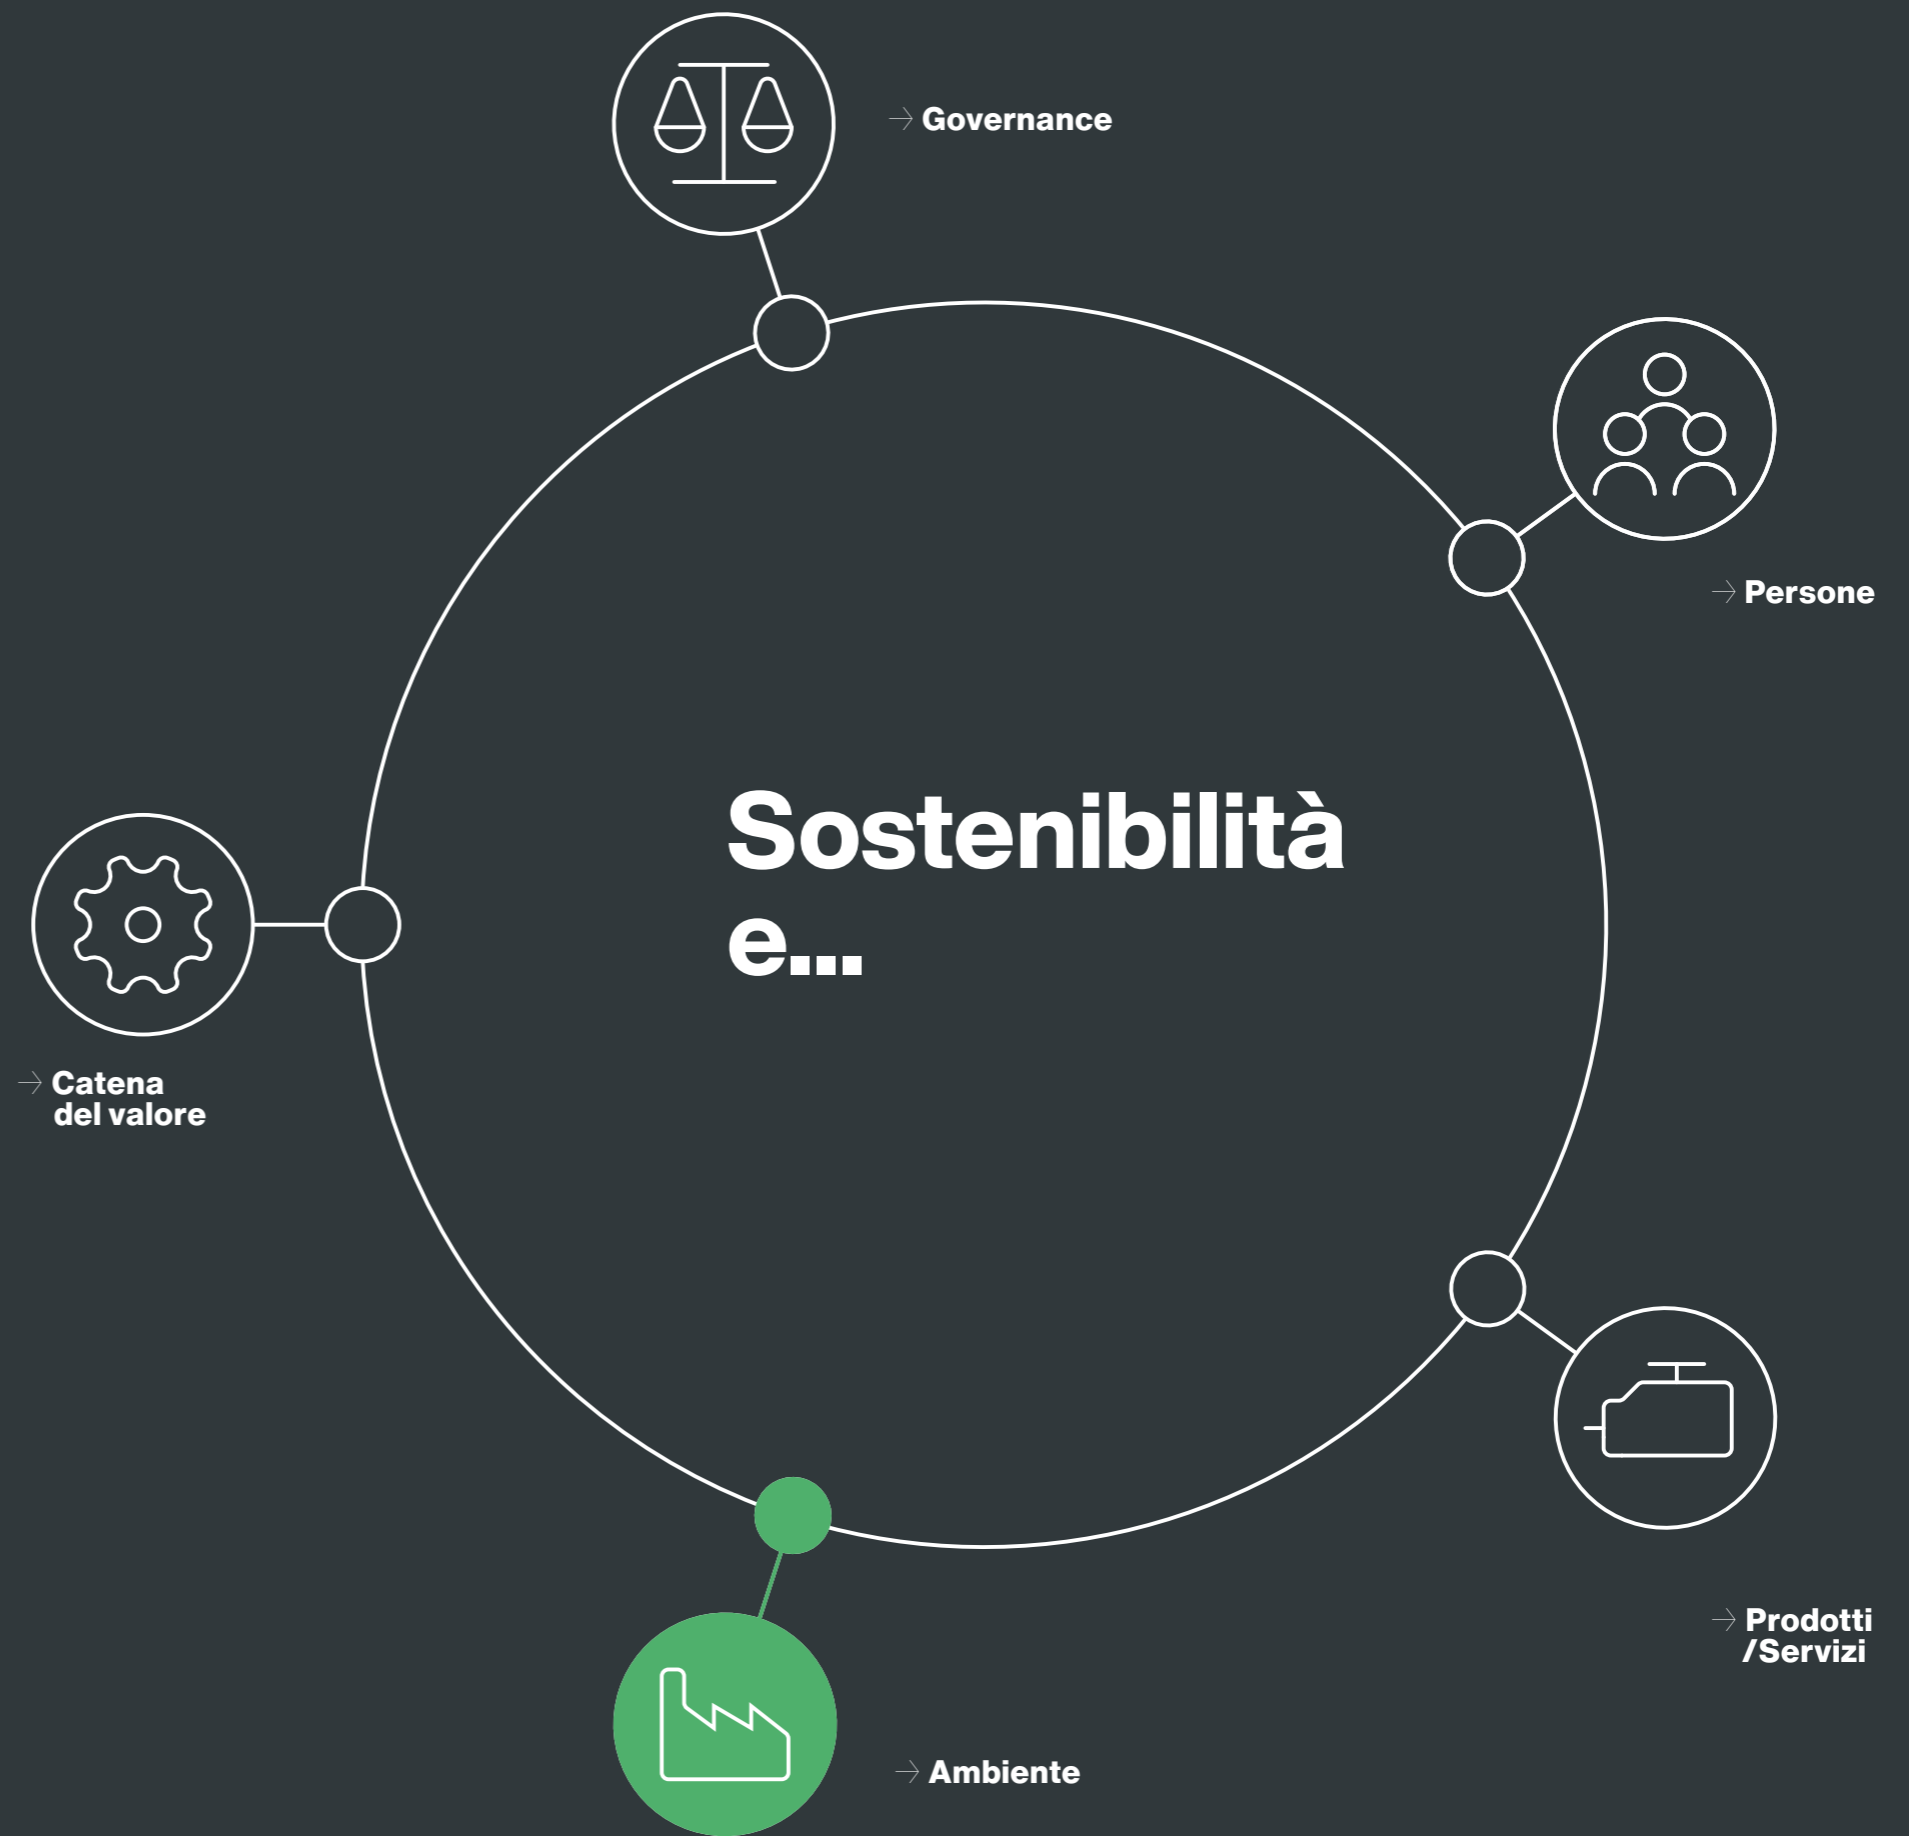 Governance
Persone
Sostenibilità
e...
Catena
del valore
Prodotti
/Servizi
Ambiente